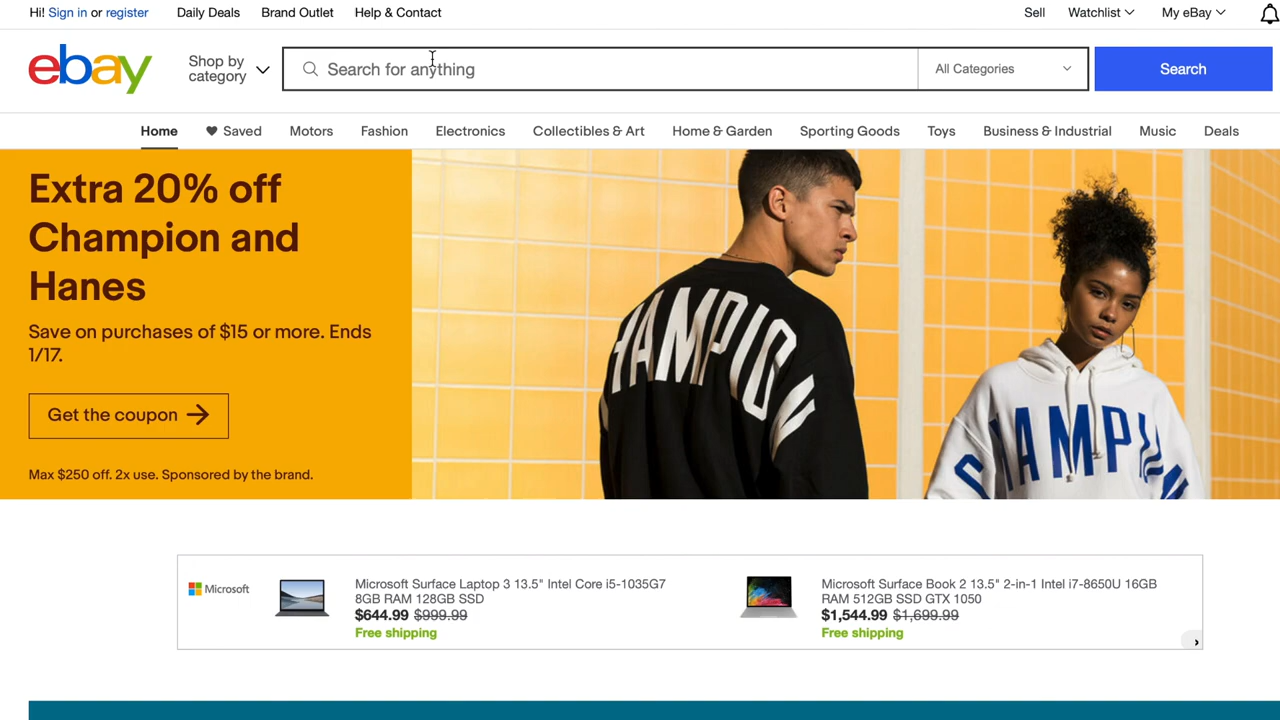 Hi! Sign in or register
Daily Deals
Brand Outlet
Help & Contact
Sell
Watchlist
My eBay
ebay
Shop by
category
Search for anything
All Categories
Search
Home
Saved
Motors
Fashion
Electronics
Collectibles & Art
Home & Garden
Sporting Goods
Toys
Business & Industrial
Music
Deals
Extra 20% off
Champion and
Hanes
Save on purchases of $15 or more. Ends
1/17.
Get the coupon
Max $250 off. 2x use. Sponsored by the brand.
HAMPION
HAMPI
Microsoft
Microsoft Surface Laptop 3 13.5" Intel Core i5-1035G7
8GB RAM 128GB SSD
$644.99 $999.99
Free shipping
Microsoft Surface Book 2 13.5" 2-in-1 Intel i7-8650U 16GB
RAM 512GB SSD GTX 1050
$1,544.99 $1,699.99
Free shipping